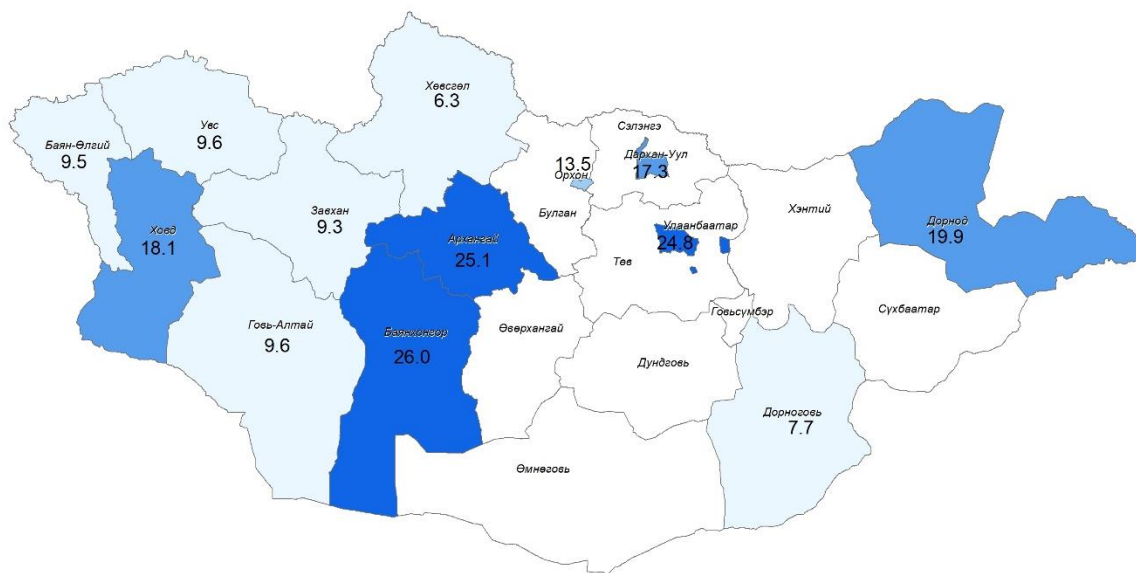 Хөвсгөл
6.3
Увс
9.6
Баян-Өлгий
9.5
Сэлэнгэ
Дархан-Уул
17.3
13.5
Орхон
Завхан
9.3
Булган
Хэнтий
Улаанбаатар
24.8
Дорнод
19.9
Ховд
18.1
Архангай
25.1
Төв
Говь-Алтай
9.6
Баянхонгор
26.0
Өвөрхангай
Говьсүмбэр
Сүхбаатар
Дундговь
Дорноговь
7.7
Өмнөговь